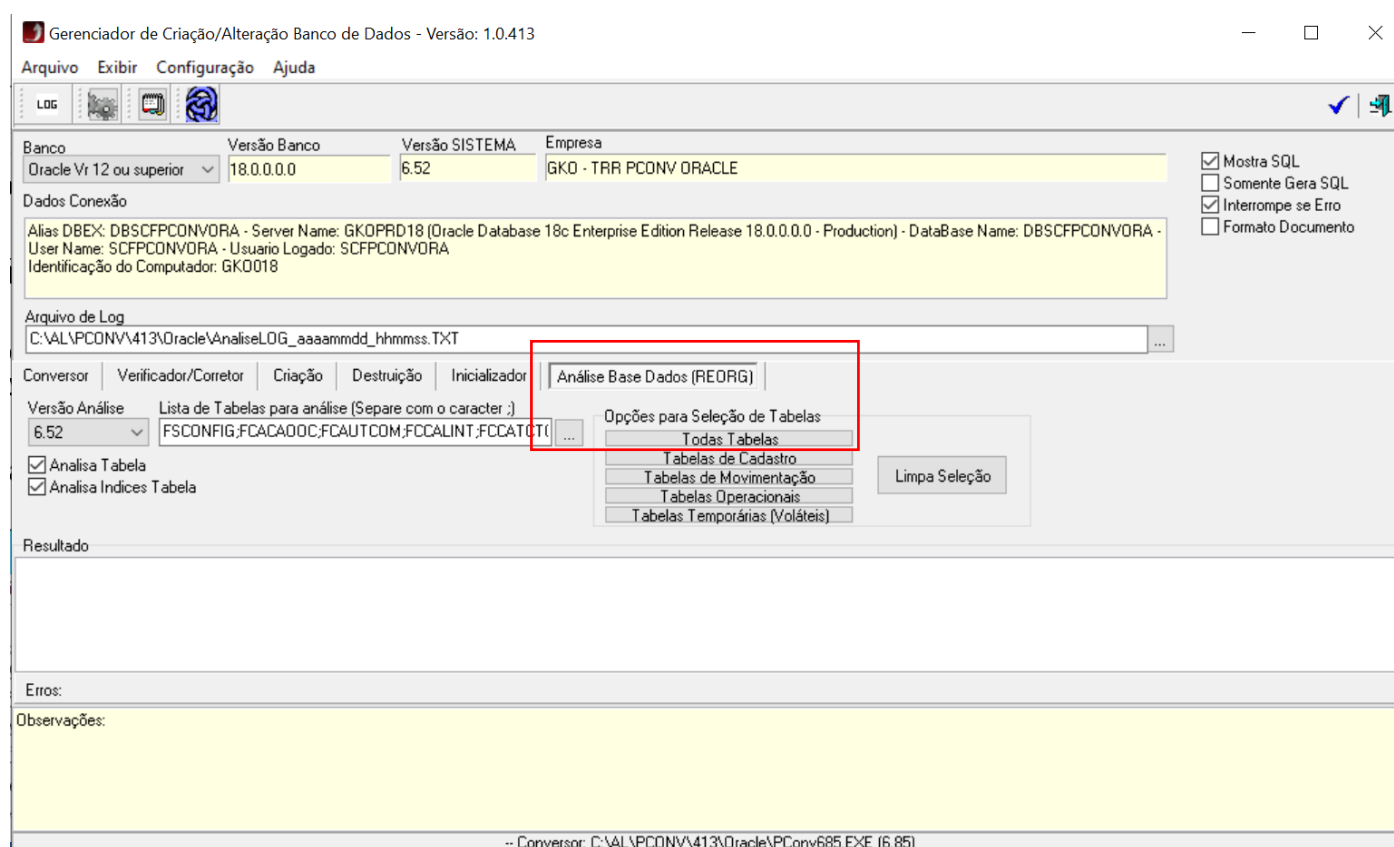 Gerenciador de Criação/Alteração Banco de Dados - Versão: 1.0.413
Arquivo Exibir Configuração Ajuda
LOG
Banco Versão Banco Versão SISTEMA Empresa
Oracle Vr 12 ou superior 18.0.0.0.0 6.52 GKO - TRR PCONV ORACLE
Mostra SQL
Somente Gera SQL
Interrompe se Erro
Formato Documento
Dados Conexão
Alias DBEX: DBSCFPCONVORA - Server Name: GKOPRD18 (Oracle Database 18c Enterprise Edition Release 18.0.0.0.0 - Production) - DataBase Name: DBSCFPCONVORA -
User Name: SCFPCONVORA - Usuario Logado: SCFPCONVORA
Identificação do Computador: GKO018
Arquivo de Log
C:\AL\PCONV\413\Oracle\AnaliseLOG_aaaammdd_hhmmss.TXT ...
Conversor Verificador/Corretor Criação Destruição Inicializador Análise Base Dados (REORG)
Versão Análise Lista de Tabelas para análise (Separe com o caracter ;)
6.52 FSCONFIG;FCACAOOC;FCAUTCOM;FCCALINT;FCCATCT ...
Analisa Tabela
Analisa Indices Tabela
Opções para Seleção de Tabelas
Todas Tabelas
Tabelas de Cadastro
Tabelas de Movimentação
Tabelas Operacionais
Tabelas Temporárias (Voláteis)
Limpa Seleção
Resultado
Erros:
Observações:
-- Conversor: C:\AL\PCONV\413\Oracle\PConv685.EXE (6.85)